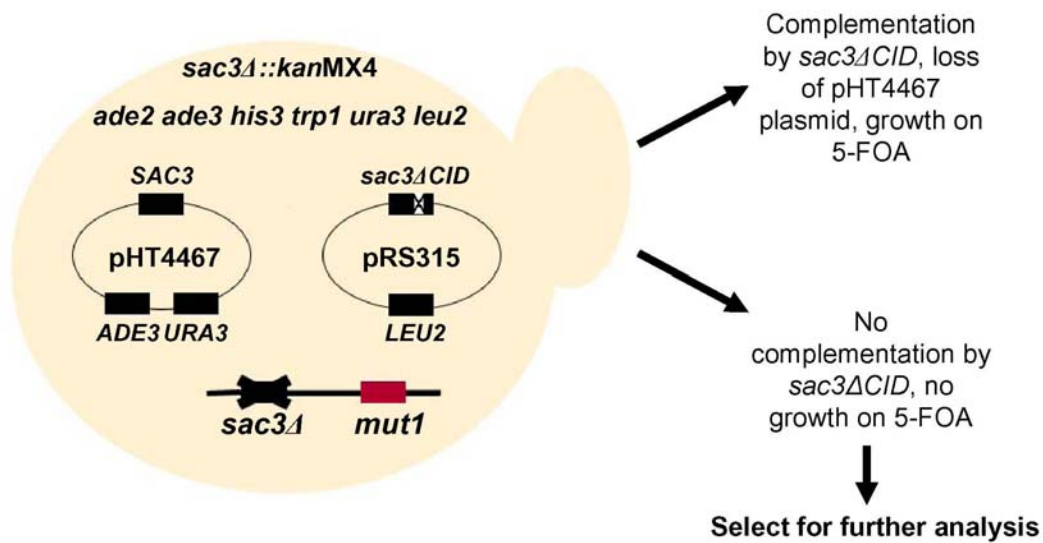 sac3Δ::kanMX4
ade2 ade3 his3 trp1 ura3 leu2
SAC3
pHT4467
ADE3 URA3
sac3ΔCID
pRS315
LEU2
sac3Δ
mut1
Complementation
by sac3ΔCID, loss
of pHT4467
plasmid, growth on
5-FOA
No
complementation by
sac3ΔCID, no
growth on 5-FOA
Select for further analysis